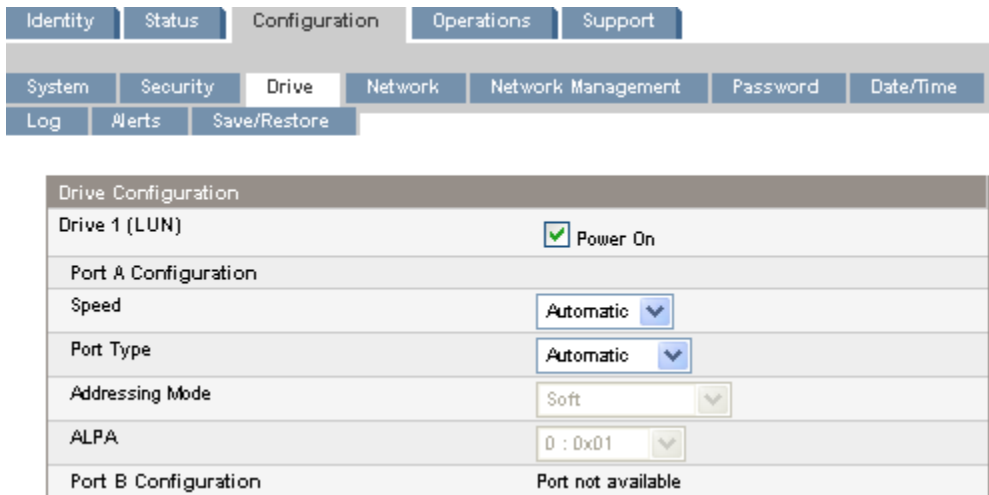 Identity Status Configuration Operations Support
System Security Drive Network Network Management Password Date/Time
Log Alerts Save/Restore
Drive Configuration
Drive 1 (LUN) Power On
Port A Configuration
Speed Automatic
Port Type Automatic
Addressing Mode Soft
ALPA 0 : 0x01
Port B Configuration Port not available